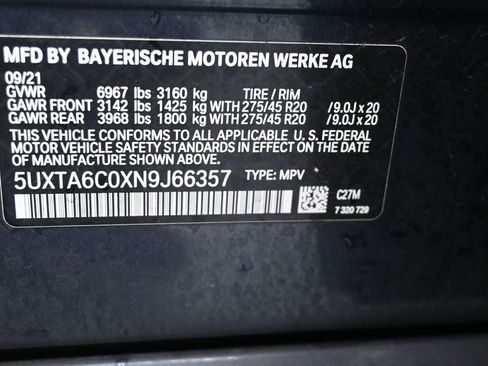 MFD BY BAYERISCHE MOTOREN WERKE AG
09/21
GVWR 6967 lbs 3160 kg TIRE / RIM
GAWR FRONT 3142 lbs 1425 kg WITH 275/45 R20 /9.0J x 20
GAWR REAR 3968 lbs 1800 kg WITH 275/45 R20 /9.0J x 20
THIS VEHICLE CONFORMS TO ALL APPLICABLE U. S. FEDERAL
MOTOR VEHICLE SAFETY STANDARDS IN EFFECT ON THE
DATE OF MANUFACTURE SHOWN ABOVE.
5UXTA6C0XN9J66357 TYPE: MPV
C27M
7 320 729